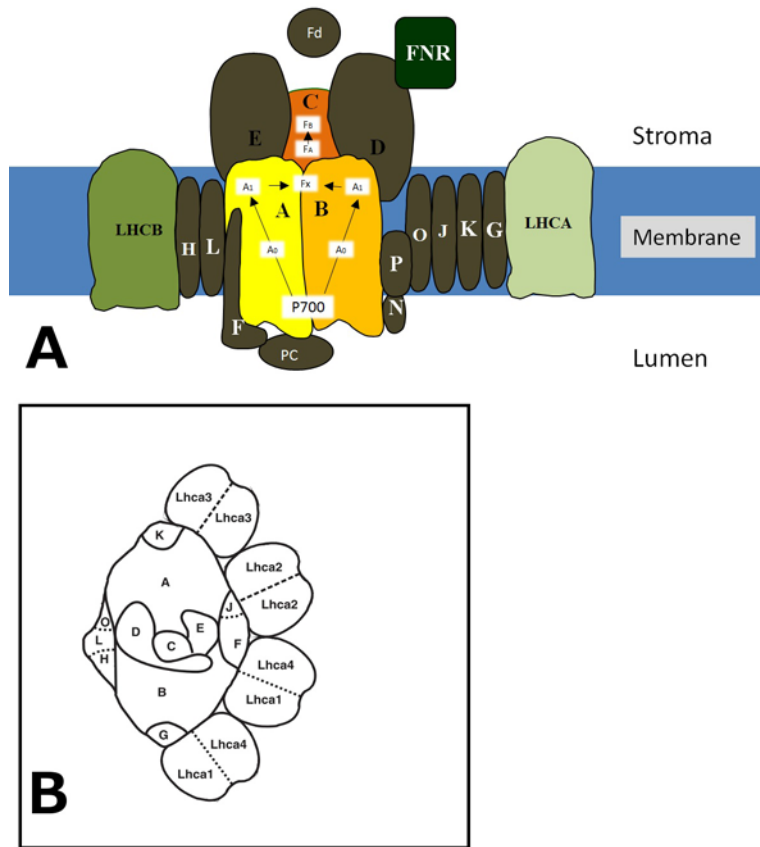 Fd
FNR
C
E
FB
D
FA
Stroma
A1
Fx
A1
A
B
LHCB
H
L
A0
A0
P
O
J
K
G
LHCA
Membrane
P700
N
F
PC
A
Lumen
Lhca3
Lhca3
K
A
Lhca2
Lhca2
J
O
D
E
L
C
F
H
Lhca4
B
Lhca1
G
Lhca4
Lhca1
B